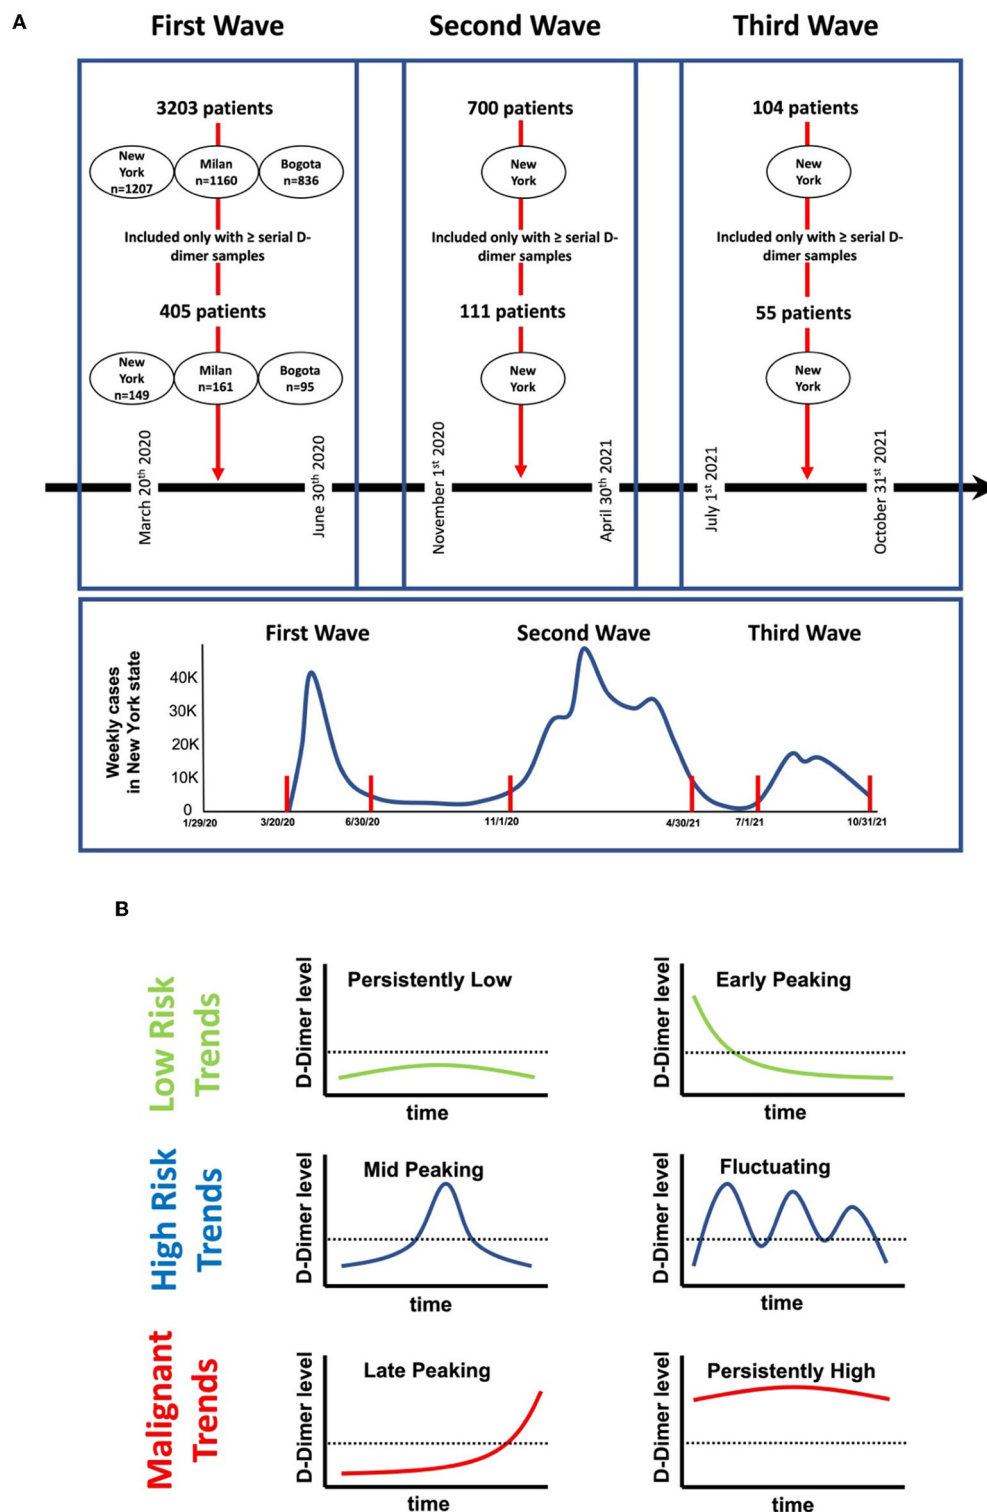 A
First Wave
Second Wave
Third Wave
3203 patients
700 patients
104 patients
New
York
n=1207
Milan
n=1160
Bogota
n=836
New
York
New
York
Included only with ≥ serial D-
dimer samples
Included only with ≥ serial D-
dimer samples
Included only with ≥ serial D-
dimer samples
405 patients
111 patients
55 patients
New
York
n=149
Milan
n=161
Bogota
n=95
New
York
New
York
March 20th 2020
June 30th 2020
November 1st 2020
April 30th 2021
July 1st 2021
October 31st 2021
First Wave
Second Wave
Third Wave
Weekly cases
in New York state
40K
30K
20K
10K
0
1/29/20
3/20/20
6/30/20
11/1/20
4/30/21
7/1/21
10/31/21
B
Low Risk
Trends
D-Dimer level
Persistently Low
time
D-Dimer level
Early Peaking
time
High Risk
Trends
D-Dimer level
Mid Peaking
time
D-Dimer level
Fluctuating
time
Malignant
Trends
D-Dimer level
Late Peaking
time
D-Dimer level
Persistently High
time